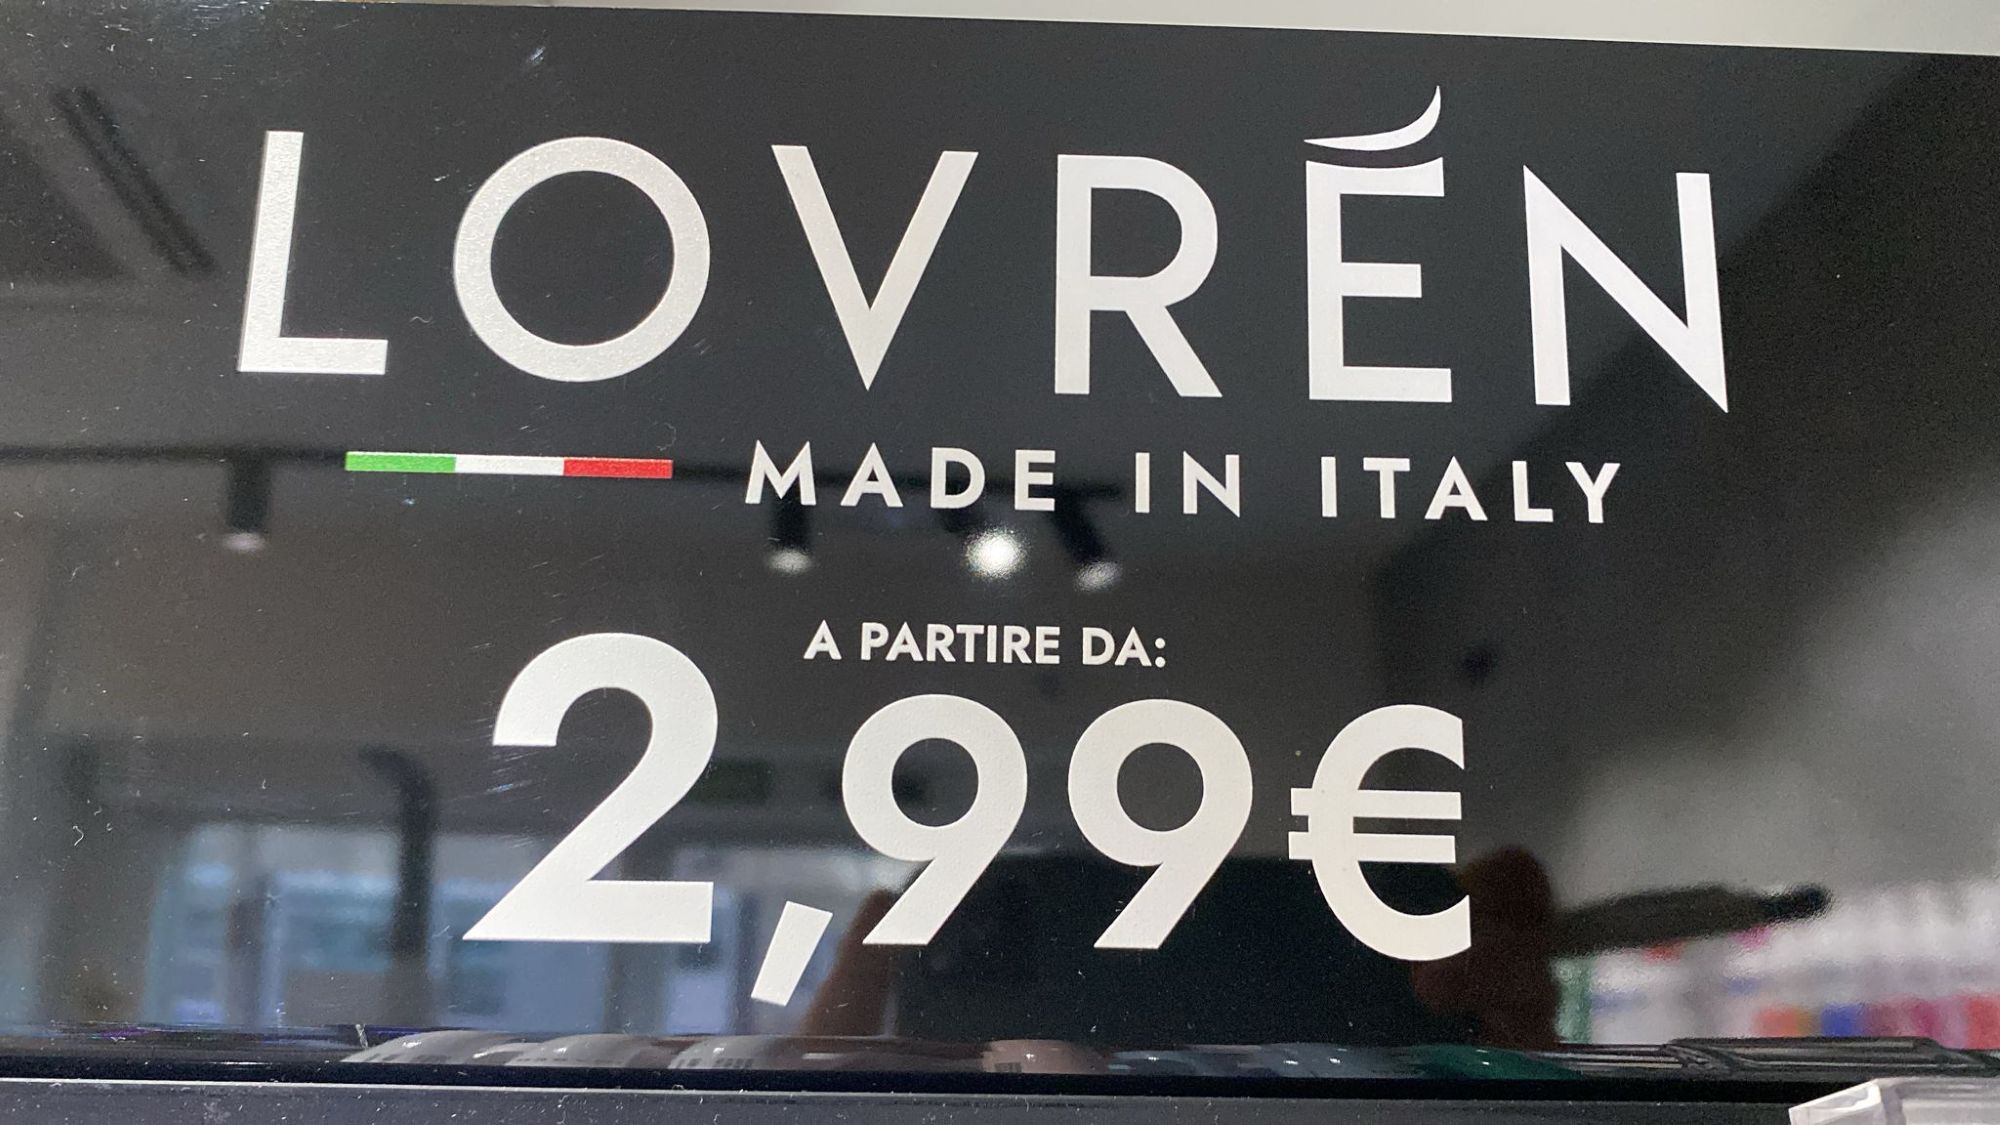 LOVRÉN
MADE IN ITALY
A PARTIRE DA:
2,99€